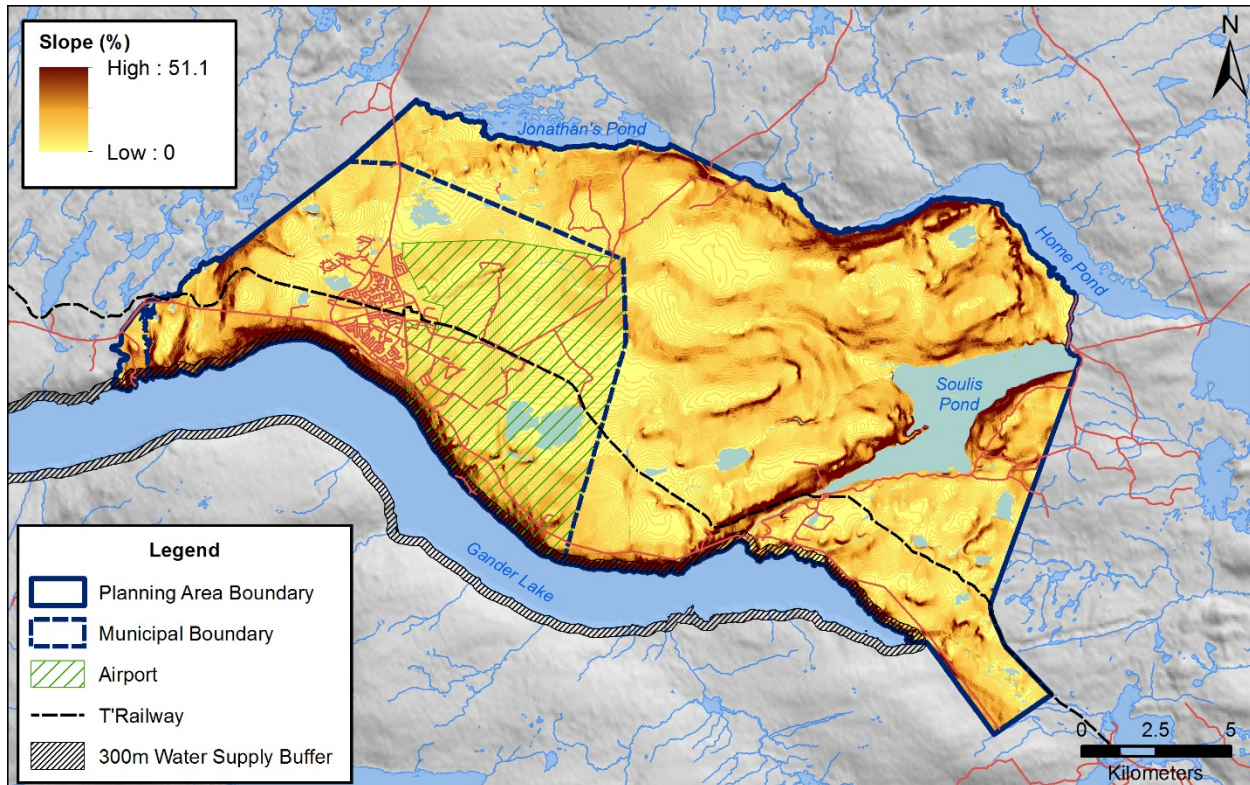 Slope (%)
High : 51.1
Low : 0
N
Jonathan's Pond
Home Pond
Soulis
Pond
Gander Lake
Legend
Planning Area Boundary
Municipal Boundary
Airport
T'Railway
300m Water Supply Buffer
0 2.5 5
Kilometers